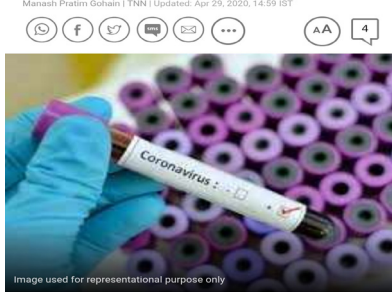 Manash Pratim Gohain | TNN | Updated: Apr 29, 2020, 14:59 IST
AA 4
Coronavirus : -
Image used for representational purpose only